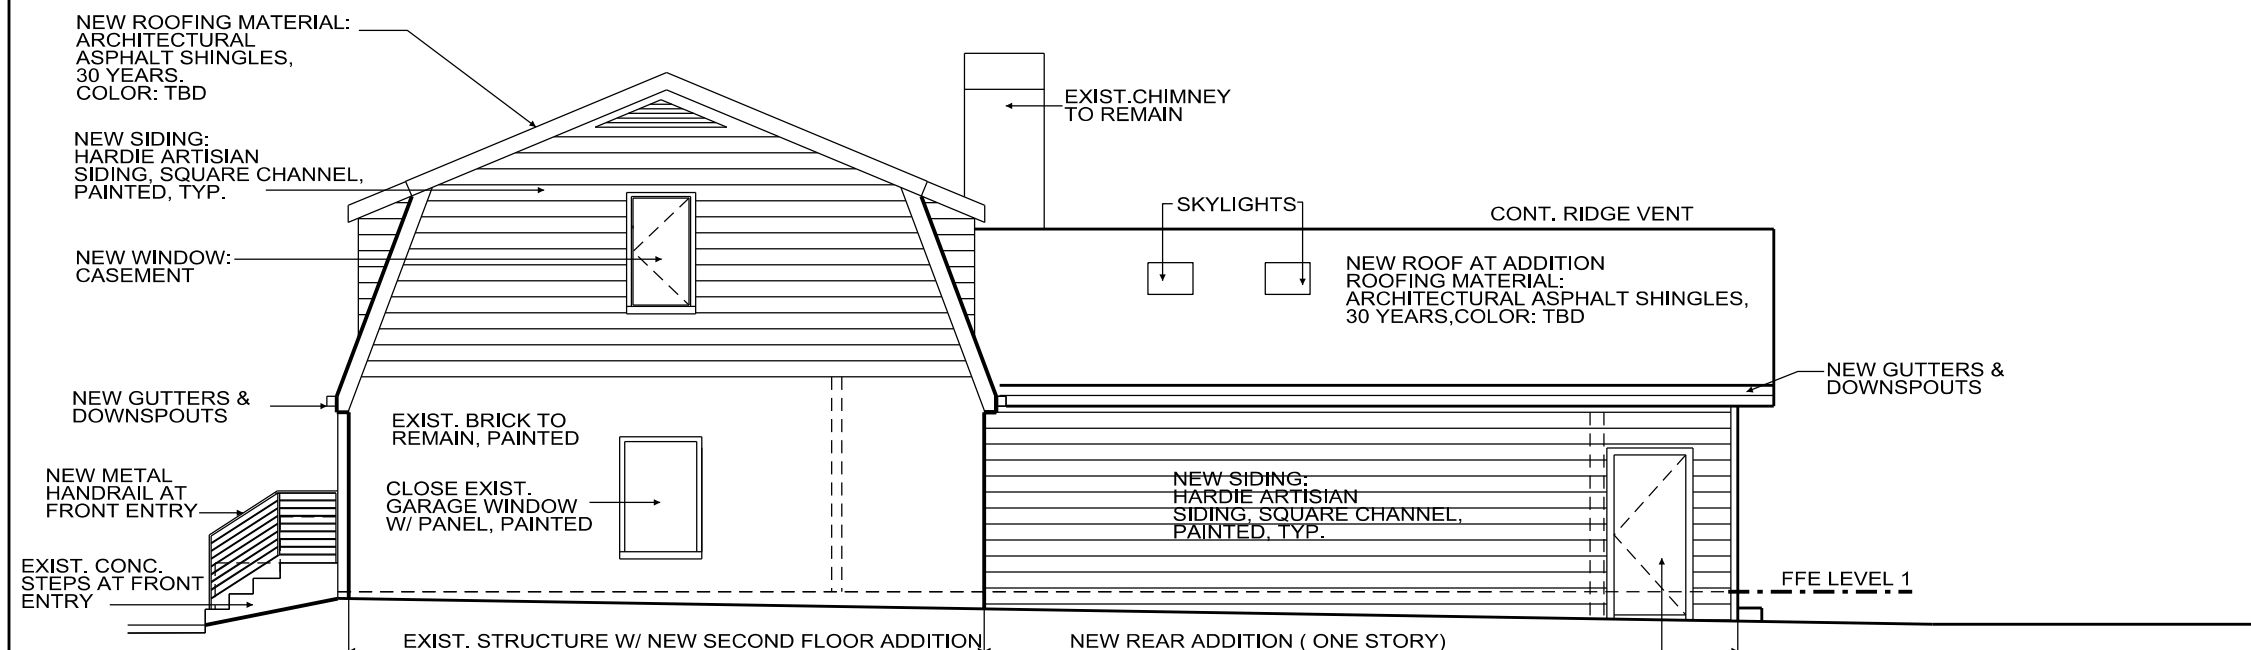 NEW ROOFING MATERIAL:
ARCHITECTURAL
ASPHALT SHINGLES,
30 YEARS.
COLOR: TBD
NEW SIDING:
HARDIE ARTISIAN
SIDING, SQUARE CHANNEL,
PAINTED, TYP.
NEW WINDOW:
CASEMENT
NEW GUTTERS &
DOWNSPOUTS
NEW METAL
HANDRAIL AT
FRONT ENTRY
EXIST. CONC.
STEPS AT FRONT
ENTRY
EXIST. BRICK TO
REMAIN, PAINTED
CLOSE EXIST.
GARAGE WINDOW
W/ PANEL, PAINTED
EXIST.CHIMNEY
TO REMAIN
SKYLIGHTS
CONT. RIDGE VENT
NEW ROOF AT ADDITION
ROOFING MATERIAL:
ARCHITECTURAL ASPHALT SHINGLES,
30 YEARS,COLOR: TBD
NEW GUTTERS &
DOWNSPOUTS
NEW SIDING:
HARDIE ARTISIAN
SIDING, SQUARE CHANNEL,
PAINTED, TYP.
FFE LEVEL 1
EXIST. STRUCTURE W/ NEW SECOND FLOOR ADDITION
NEW REAR ADDITION ( ONE STORY)